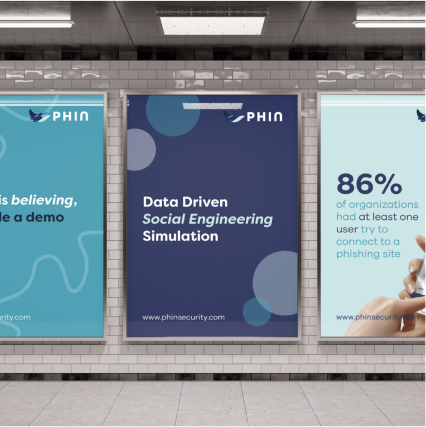 PHIN
is believing,
le a demo
rity.com
PHIN
Data Driven
Social Engineering
Simulation
www.phinsecurity.com
86%
of organizations
had at least one
user try to
connect to a
phishing site
www.phinsecurity.com